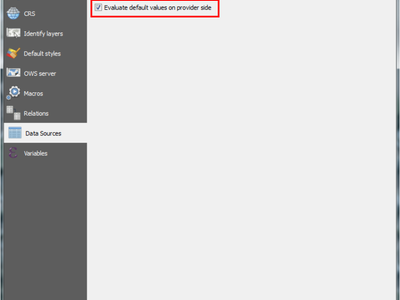 Evaluate default values on provider side
CRS
Identify layers
Default styles
OWS server
Macros
Relations
Data Sources
Variables